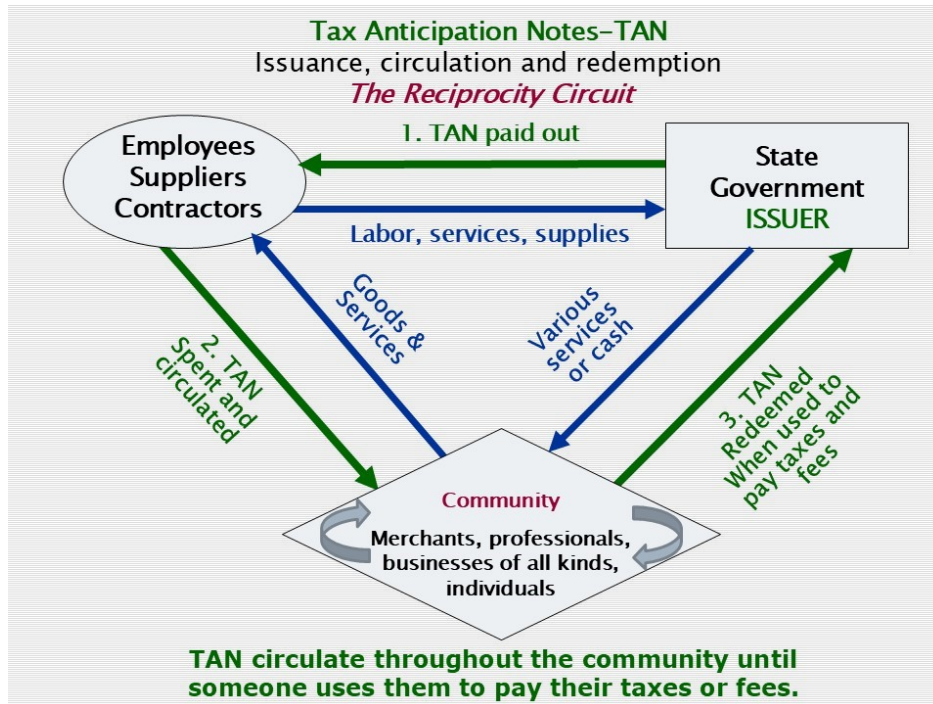 Tax Anticipation Notes–TAN
Issuance, circulation and redemption
The Reciprocity Circuit
1. TAN paid out
Employees
Suppliers
Contractors
State
Government
ISSUER
Labor, services, supplies
Goods &
Services
Various
services
or cash
2. TAN
Spent and
circulated
3. TAN
Redeemed
When used to
pay taxes and
fees
Community
Merchants, professionals,
businesses of all kinds,
individuals
TAN circulate throughout the community until
someone uses them to pay their taxes or fees.